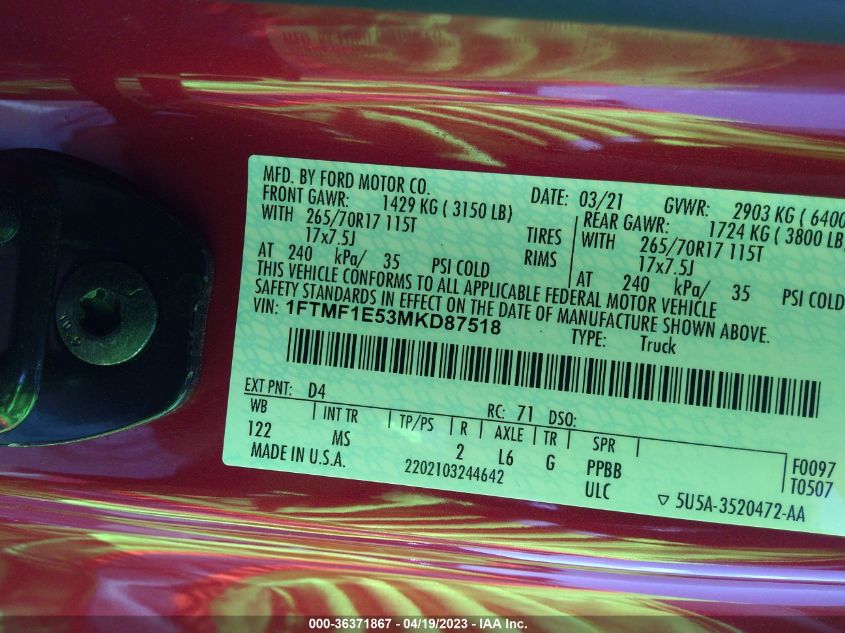 MFD. BY FORD MOTOR CO. DATE: 03/21 GVWR: 2903 KG ( 6400
FRONT GAWR: 1429 KG ( 3150 LB) REAR GAWR: 1724 KG ( 3800 LB
WITH 265/70R17 115T TIRES WITH 265/70R17 115T
17x7.5J RIMS 17x7.5J
AT 240 kPa/ 35 PSI COLD AT 240 kPa/ 35 PSI COLD
THIS VEHICLE CONFORMS TO ALL APPLICABLE FEDERAL MOTOR VEHICLE
SAFETY STANDARDS IN EFFECT ON THE DATE OF MANUFACTURE SHOWN ABOVE.
VIN: 1FTMF1E53MKD87518 TYPE: Truck
EXT PNT: D4 RC: 71 DSO:
WB INT TR TP/PS R AXLE TR SPR
122 MS 2 L6 G PPBB F0097
MADE IN U.S.A. 2202103244642 ULC T0507
5U5A-3520472-AA
000-36371867 - 04/19/2023 - IAA Inc.